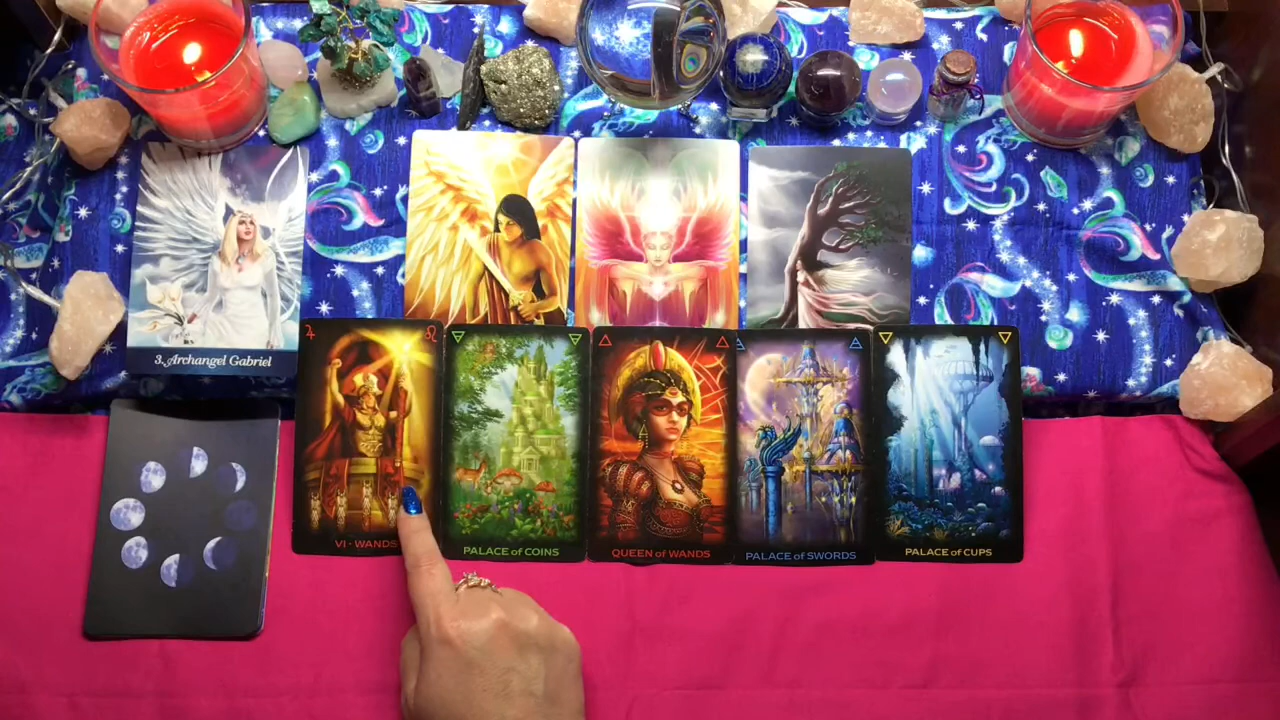 3. Archangel Gabriel
VI - WANDS
PALACE of COINS
QUEEN of WANDS
PALACE of SWORDS
PALACE of CUPS